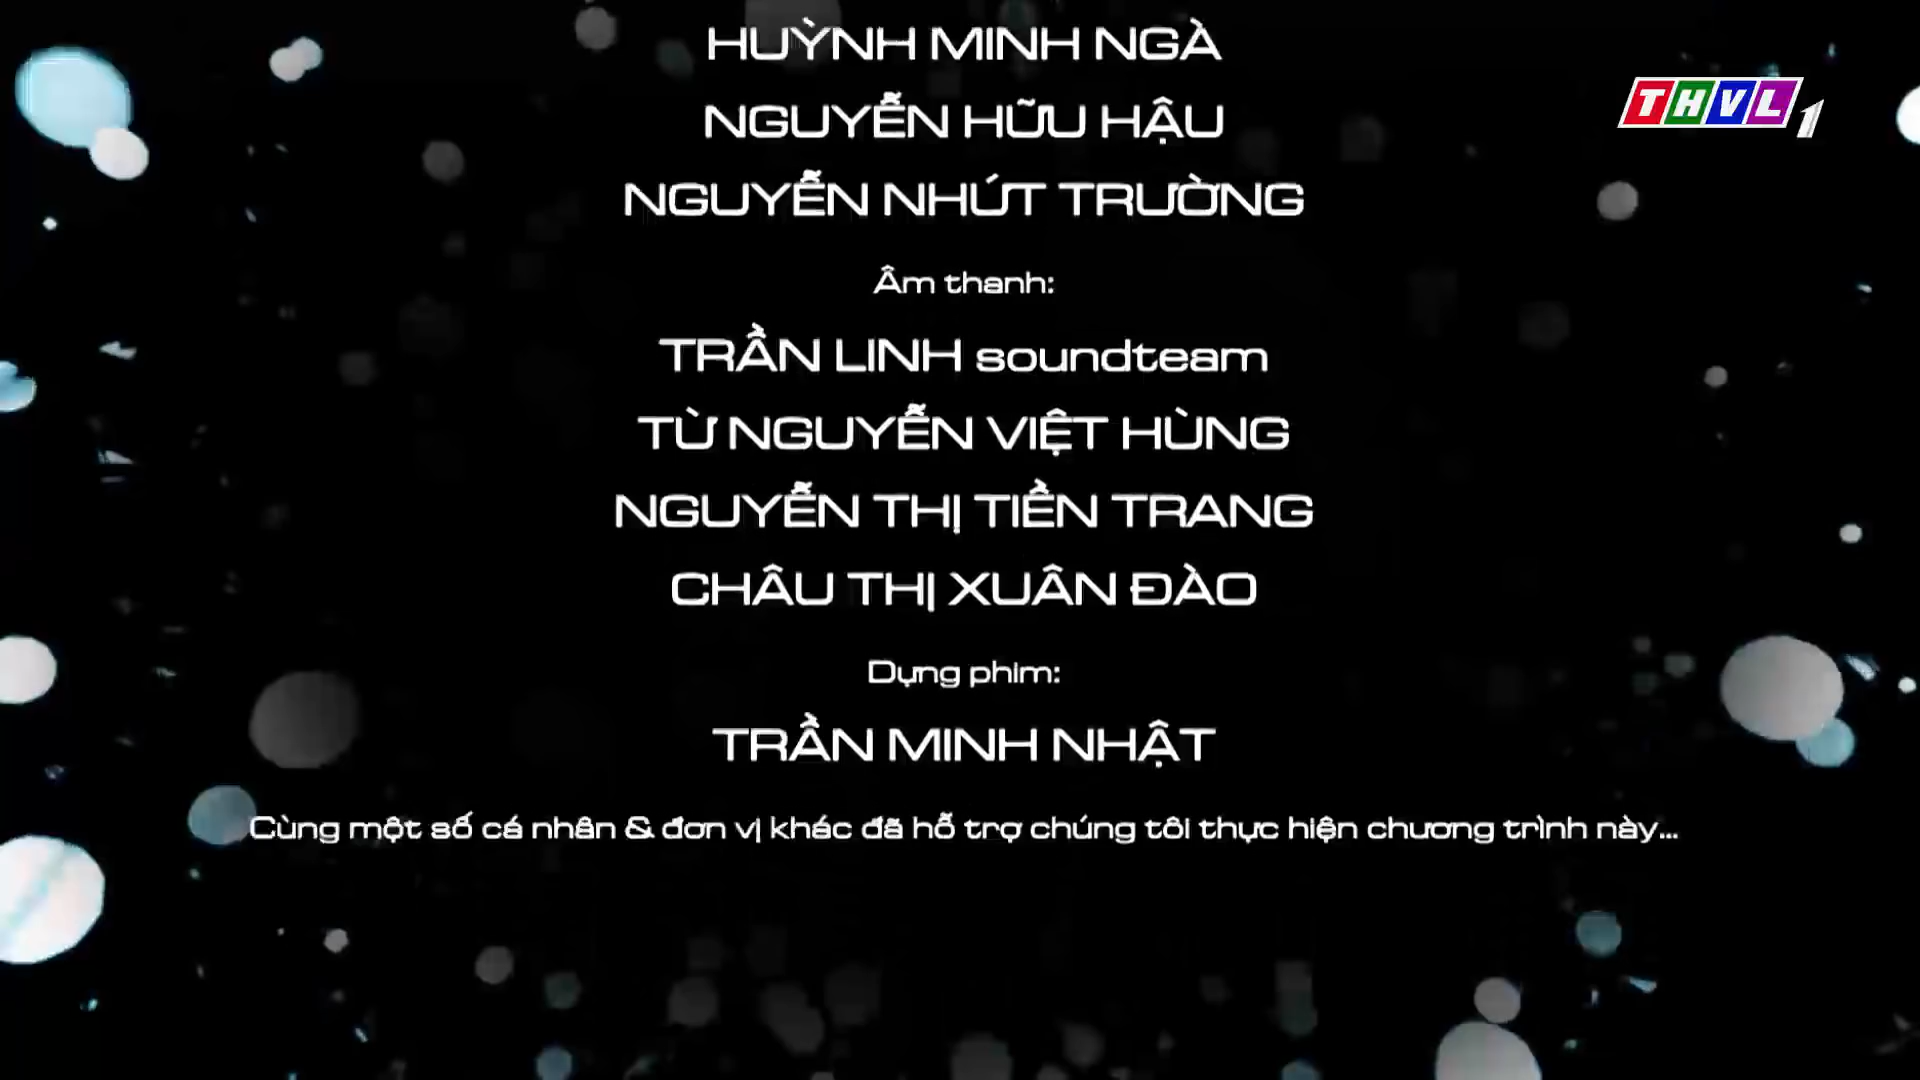 HUỲNH MINH NGÀ
THVL1
NGUYỄN HỮU HẬU
NGUYỄN NHÚT TRƯỜNG
Âm thanh:
TRẦN LINH soundteam
TỪ NGUYỄN VIỆT HÙNG
NGUYỄN THỊ TIỀN TRANG
CHÂU THỊ XUÂN ĐÀO
Dựng phim:
TRẦN MINH NHẬT
Cùng một số cá nhân & đơn vị khác đã hỗ trợ chúng tôi thực hiện chương trình này...